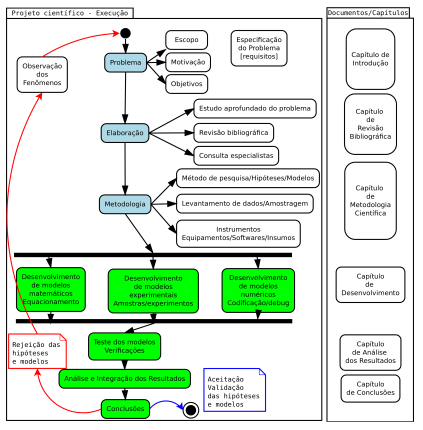 Projeto científico - Execução
Documentos/Capítulos
Escopo
Especificação
do Problema
[requisitos]
Observação
dos
Fenômenos
Problema
Motivação
Objetivos
Capítulo de
Introdução
Estudo aprofundado do problema
Elaboração
Revisão bibliográfica
Consulta especialistas
Capítulo
de
Revisão
Bibliográfica
Método de pesquisa/Hipóteses/Modelos
Metodologia
Levantamento de dados/Amostragem
Instrumentos
Equipamentos/Softwares/Insumos
Capítulo
de
Metodologia
Científica
Desenvolvimento
de modelos
matemáticos
Equacionamento
Desenvolvimento
de modelos
experimentais
Amostras/experimentos
Desenvolvimento
de modelos
numéricos
Codificação/debug
Capítulo
de
Desenvolvimento
Rejeição das
hipóteses
e modelos
Teste dos modelos
Verificações
Capítulo
de Análise
dos Resultados
Análise e Integração dos Resultados
Aceitação
Validação
das hipóteses
e modelos
Capítulo
de Conclusões
Conclusões